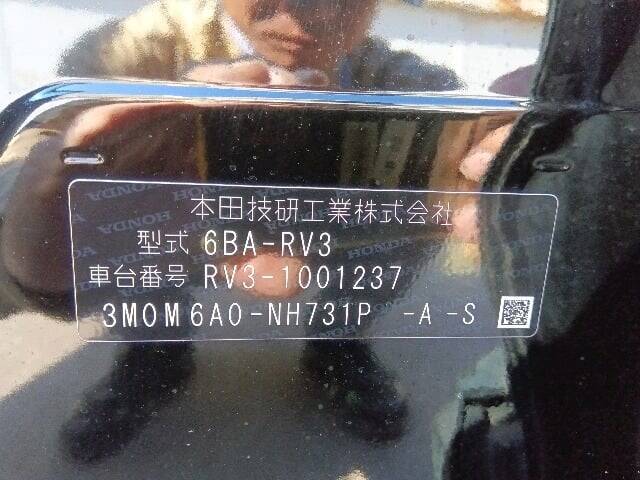 本田技研工業株式会社
型式 6BA-RV3
車台番号 RV3-1001237
3M0M6A0-NH731P -A -S